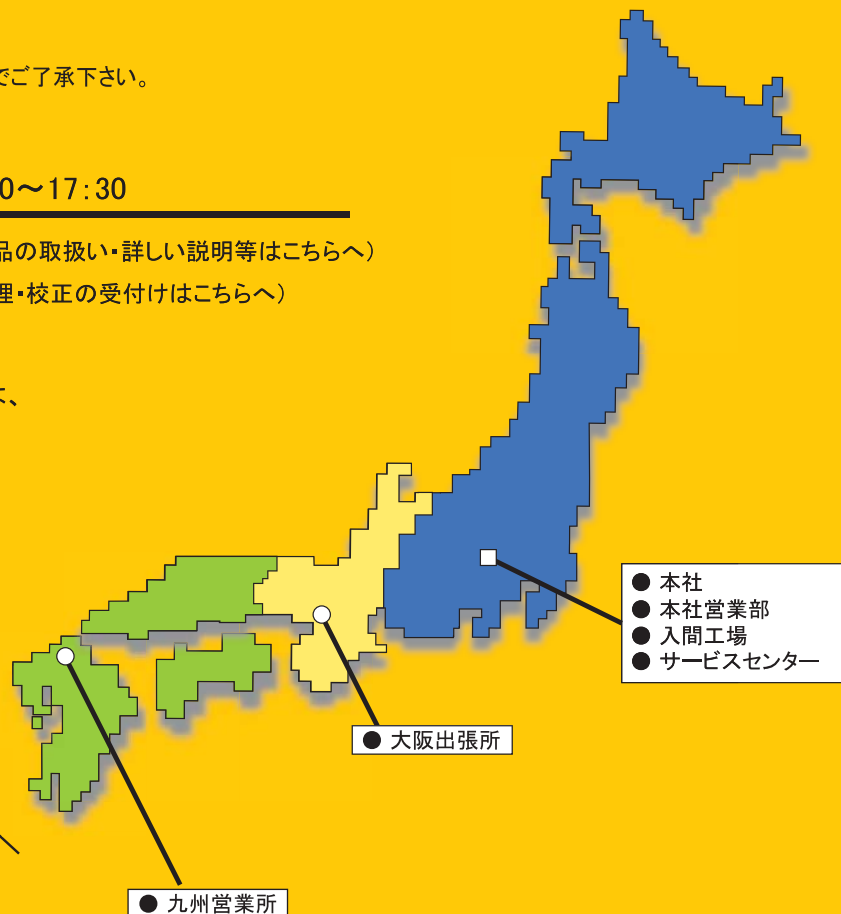 でご了承下さい。
0～17:30
品の取扱い・詳しい説明等はこちらへ）
理・校正の受付けはこちらへ）
、
● 本社
● 本社営業部
● 入間工場
● サービスセンター
● 大阪出張所
● 九州営業所